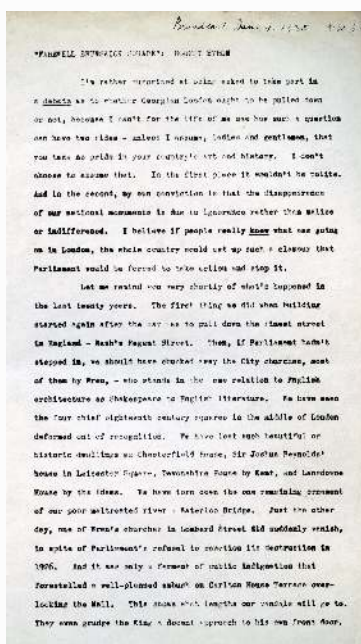 Broadcast
"FAREWELL BRUNSWICK SQUARE": ROBERT BYRON
I'm rather surprised at being asked to take part in
a debate as to whether Georgian London ought to be pulled down
or not, because I can't for the life of me see how such a question
can have two sides - unless I assume, ladies and gentlemen, that
you take no pride in your country's art and history. I don't
choose to assume that. In the first place it wouldn't be polite.
And in the second, my own conviction is that the disappearance
of our national monuments is due to ignorance rather than malice
or indifference. I believe if people really knew what was going
on in London, the whole country would set up such a clamour that
Parliament would be forced to take action and stop it.
Let me remind you very shortly of what's happened in
the last twenty years. The first thing we did when building
started again after the war was to pull down the finest street
in England - Nash's Regent Street. Then, if Parliament hadn't
stepped in, we should have chucked away the City churches, most
of them by Wren, - who stands in the same relation to English
architecture as Shakespeare to English literature. We have seen
the four chief eighteenth century squares in the middle of London
deformed out of recognition. We have lost such beautiful or
historic dwellings as Chesterfield House, Sir Joshua Reynolds'
house in Leicester Square, Devonshire House by Kent, and Lansdowne
House by the Adams. We have torn down the one remaining ornament
of our poor maltreated river - Waterloo Bridge. Just the other
day, one of Wren's churches in Lombard Street did suddenly vanish,
in spite of Parliament's refusal to sanction its destruction in
1926. And it was only a ferment of public indignation that
forestalled a well-planned ambush on Carlton House Terrace over-
looking the Mall. This shows what lengths our vandals will go to.
They even grudge the King a decent approach to his own front door.